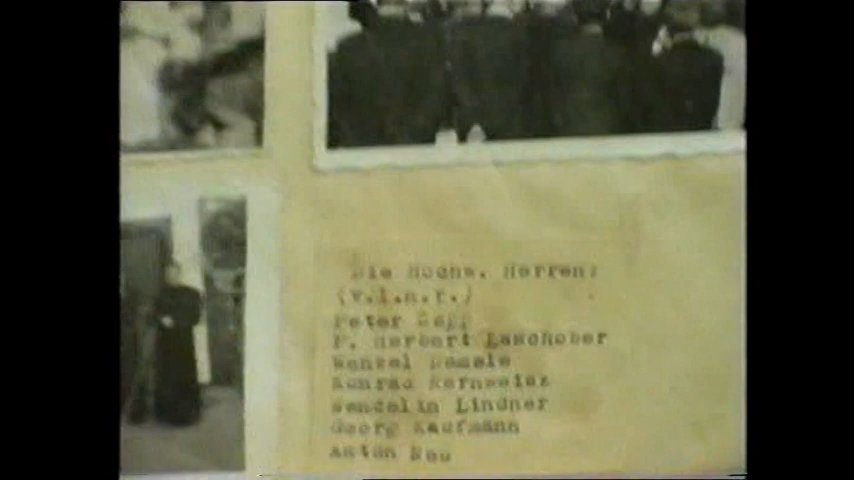 Die Hochw. Herren:
(v.l.n.r.)
Peter
P. Herbert Laschober
Wenzel
Konrad
Wendelin Lindner
Georg Kaufmann
Anton Neu